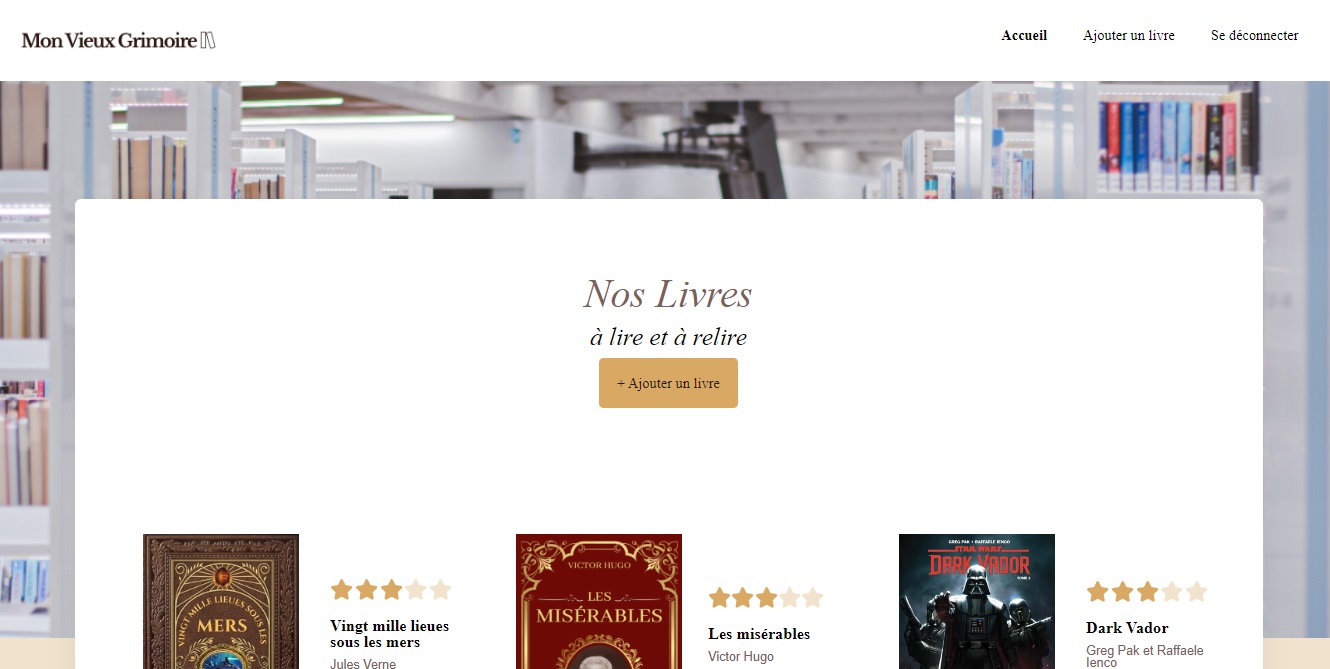 Mon Vieux Grimoire
Accueil
Ajouter un livre
Se déconnecter
Nos Livres
à lire et à relire
+ Ajouter un livre
VINGT MILLE LIEUES SOUS LES
MERS
Vingt mille lieues
sous les mers
Jules Verne
VICTOR HUGO
LES
MISÉRABLES
Les misérables
Victor Hugo
GREG PAK • RAFFAELE IENCO
STAR WARS
DARK VADOR
TOME 1
Dark Vador
Greg Pak et Raffaele
Ienco